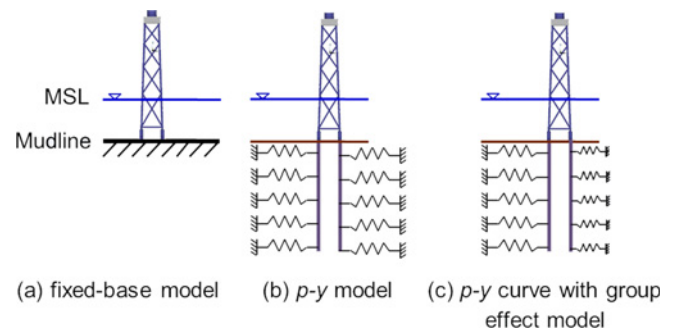 MSL
Mudline
(a) fixed-base model
(b) p-y model
(c) p-y curve with group
effect model